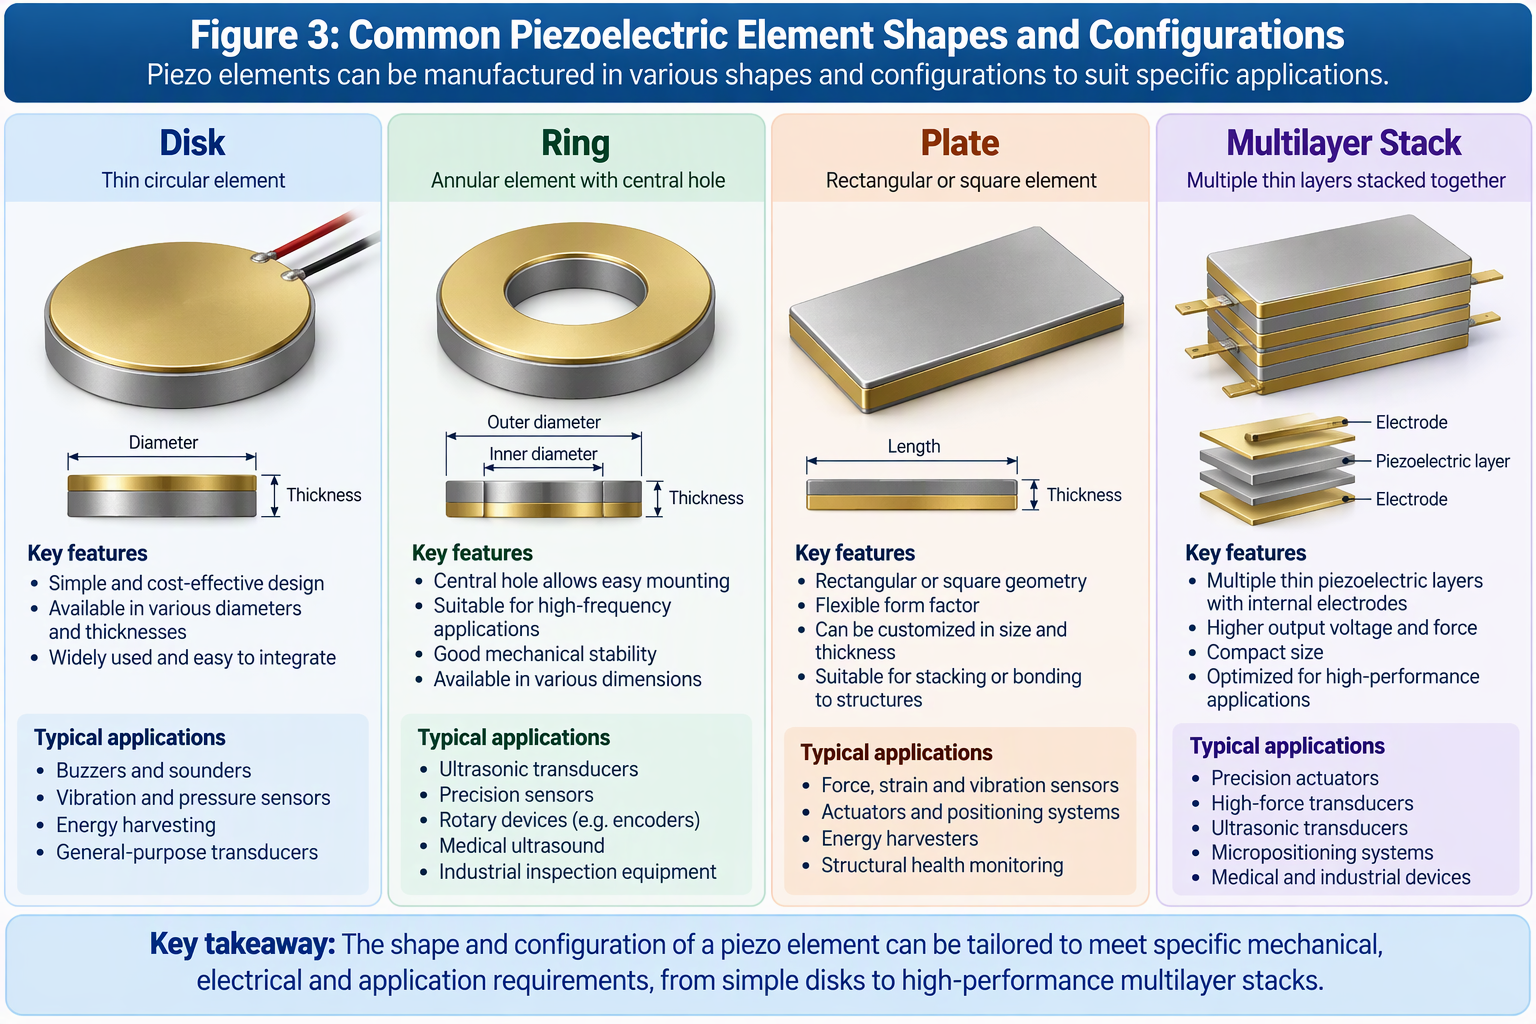 Figure 3: Common Piezoelectric Element Shapes and Configurations
Piezo elements can be manufactured in various shapes and configurations to suit specific applications.
Disk
Thin circular element
Diameter
Thickness
Key features
• Simple and cost-effective design
• Available in various diameters
and thicknesses
• Widely used and easy to integrate
Typical applications
• Buzzers and sounders
• Vibration and pressure sensors
• Energy harvesting
• General-purpose transducers
Ring
Annular element with central hole
Outer diameter
Inner diameter
Thickness
Key features
• Central hole allows easy mounting
• Suitable for high-frequency
applications
• Good mechanical stability
• Available in various dimensions
Typical applications
• Ultrasonic transducers
• Precision sensors
• Rotary devices (e.g. encoders)
• Medical ultrasound
• Industrial inspection equipment
Plate
Rectangular or square element
Length
Thickness
Key features
• Rectangular or square geometry
• Flexible form factor
• Can be customized in size and
thickness
• Suitable for stacking or bonding
to structures
Typical applications
• Force, strain and vibration sensors
• Actuators and positioning systems
• Energy harvesters
• Structural health monitoring
Multilayer Stack
Multiple thin layers stacked together
Electrode
Piezoelectric layer
Electrode
Key features
• Multiple thin piezoelectric layers
with internal electrodes
• Higher output voltage and force
• Compact size
• Optimized for high-performance
applications
Typical applications
• Precision actuators
• High-force transducers
• Ultrasonic transducers
• Micropositioning systems
• Medical and industrial devices
Key takeaway: The shape and configuration of a piezo element can be tailored to meet specific mechanical,
electrical and application requirements, from simple disks to high-performance multilayer stacks.